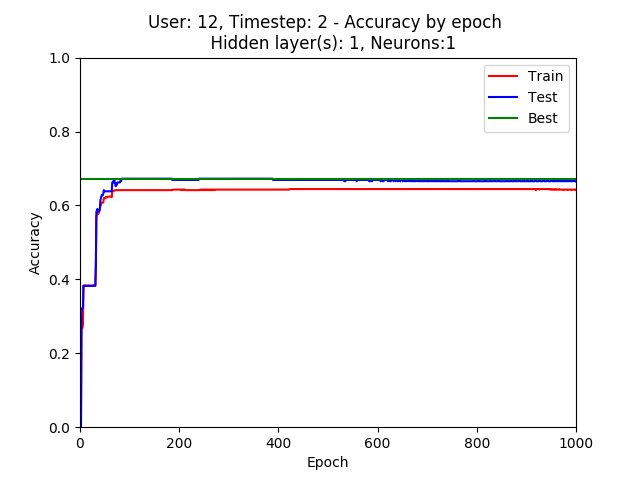 User: 12, Timestep: 2 - Accuracy by epoch
Hidden layer(s): 1, Neurons:1
Train
Test
Best
1.0
0.8
0.6
0.4
0.2
0.0
Accuracy
0 200 400 600 800 1000
Epoch